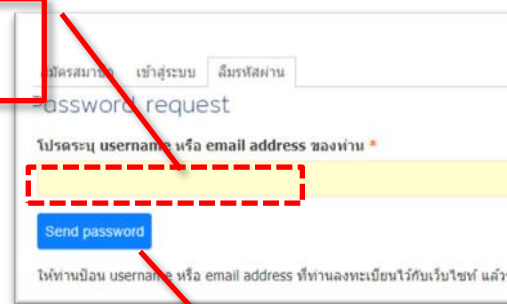 สมัครสมาชิก เข้าสู่ระบบ ลืมรหัสผ่าน
Password request
โปรดระบุ username หรือ email address ของท่าน *
Send password
ให้ท่านป้อน username หรือ email address ที่ท่านลงทะเบียนไว้กับเว็บไซท์ แล้ว